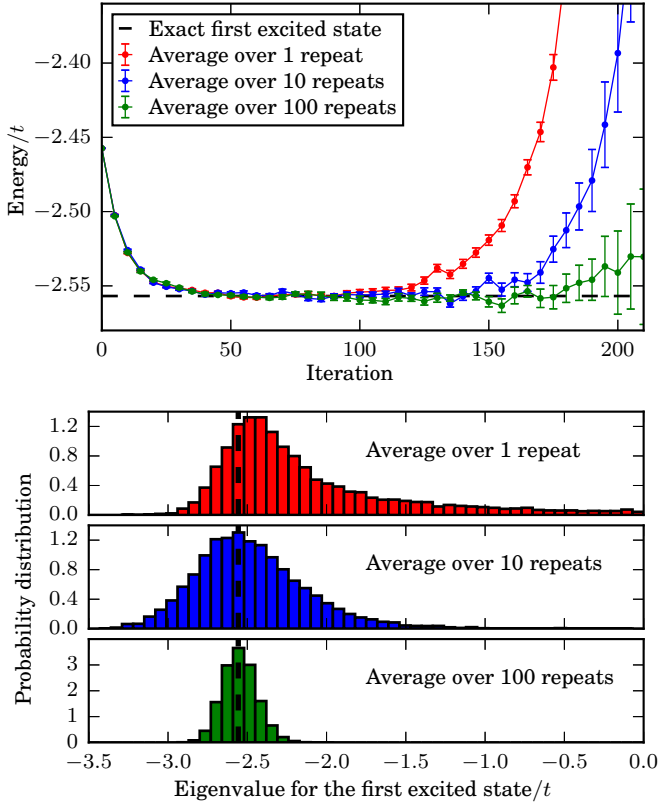 Exact first excited state
Average over 1 repeat
Average over 10 repeats
Average over 100 repeats
−2.40
−2.45
−2.50
−2.55
Energy/t
0 50 100 150 200
Iteration
Average over 1 repeat
1.2
0.8
0.4
0.0
Average over 10 repeats
1.2
0.8
0.4
0.0
Average over 100 repeats
3
2
1
0
Probability distribution
−3.5 −3.0 −2.5 −2.0 −1.5 −1.0 −0.5 0.0
Eigenvalue for the first excited state/t